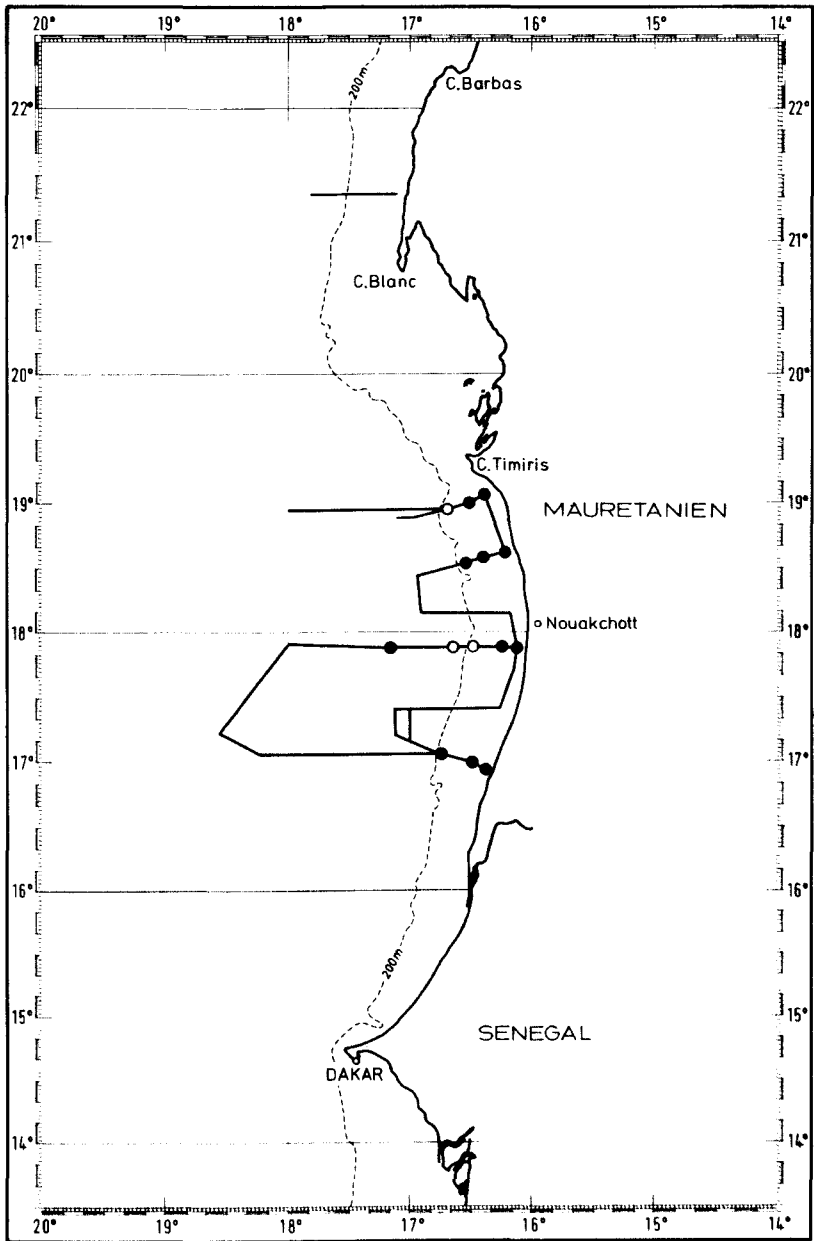 20° 19° 18° 17° 16° 15° 14°
200m
C.Barbas
22° 22°
21° 21°
C.Blanc
20° 20°
C.Timiris
19° 19°
MAURETANIEN
18° 18°
Nouakchott
17° 17°
16° 16°
200m
15° 15°
SENEGAL
DAKAR
14° 14°
20° 19° 18° 17° 16° 15° 14°